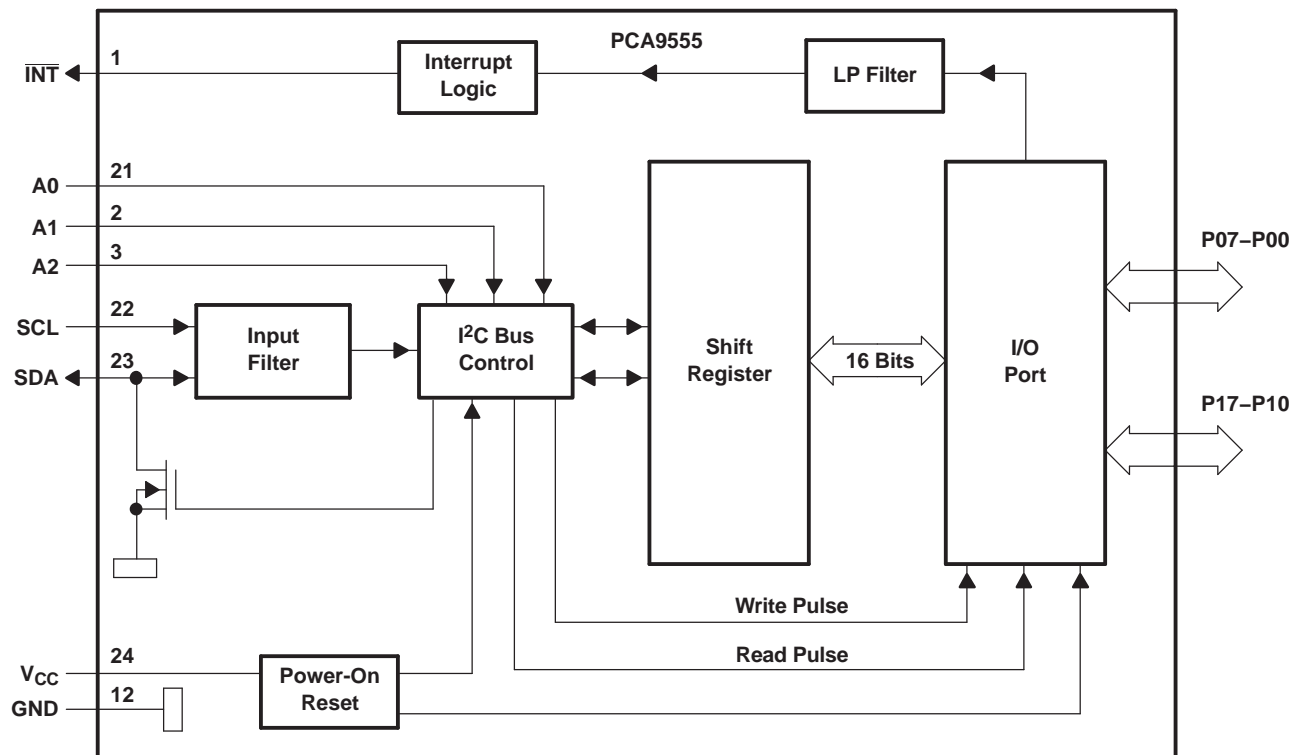 PCA9555
INT
1
Interrupt
Logic
LP Filter
A0
21
A1
2
A2
3
SCL
22
SDA
23
Input
Filter
I²C Bus
Control
Shift
Register
16 Bits
I/O
Port
P07–P00
P17–P10
Write Pulse
Read Pulse
VCC
24
GND
12
Power-On
Reset